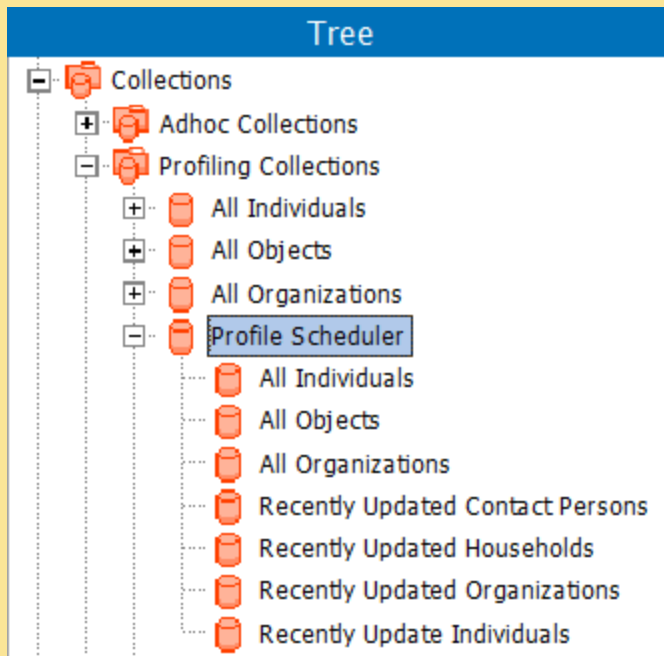 Tree
Collections
Adhoc Collections
Profiling Collections
All Individuals
All Objects
All Organizations
Profile Scheduler
All Individuals
All Objects
All Organizations
Recently Updated Contact Persons
Recently Updated Households
Recently Updated Organizations
Recently Update Individuals